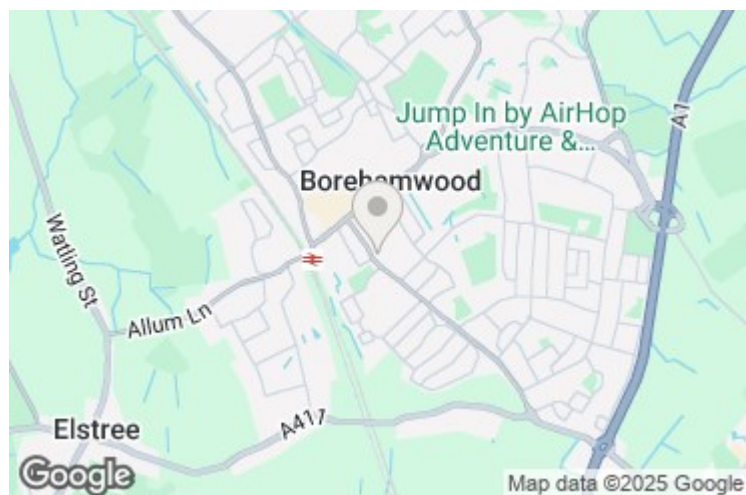 Jump In by AirHop
Adventure &...
A1
Borehamwood
Watling St
Allum Ln
A411
Elstree
Google
Map data ©2025 Google